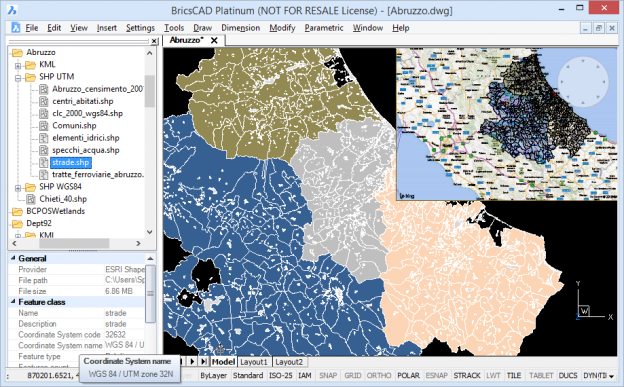 BricsCAD Platinum (NOT FOR RESALE License) - [Abruzzo.dwg]
File Edit View Insert Settings Tools Draw Dimension Modify Parametric Window Help
Abruzzo* X
Abruzzo
KML
SHP UTM
Abruzzo_censimento_200
centri_abitati.shp
clc_2000_wgs84.shp
Comuni.shp
elementi_idrici.shp
specchi_acqua.shp
strade.shp
tratte_ferroviarie_abruzzo.
SHP WGS84
Chieti_40.shp
BCPOSWetlands
Dept92
KML
General
Provider ESRI Shape
File path C:\Users\Sp
File size 6.86 MB
Feature class
Name strade
Description strade
Coordinate System code 32632
Coordinate System name WGS 84 / U
Feature type
Coordinate System name
WGS 84 / UTM zone 32N
bing
Y
W
X
Model Layout1 Layout2
: 870201.6521, 4 ByLayer Standard ISO-25 IAM SNAP GRID ORTHO POLAR ESNAP STRACK LWT TILE TABLET DUCS DYN